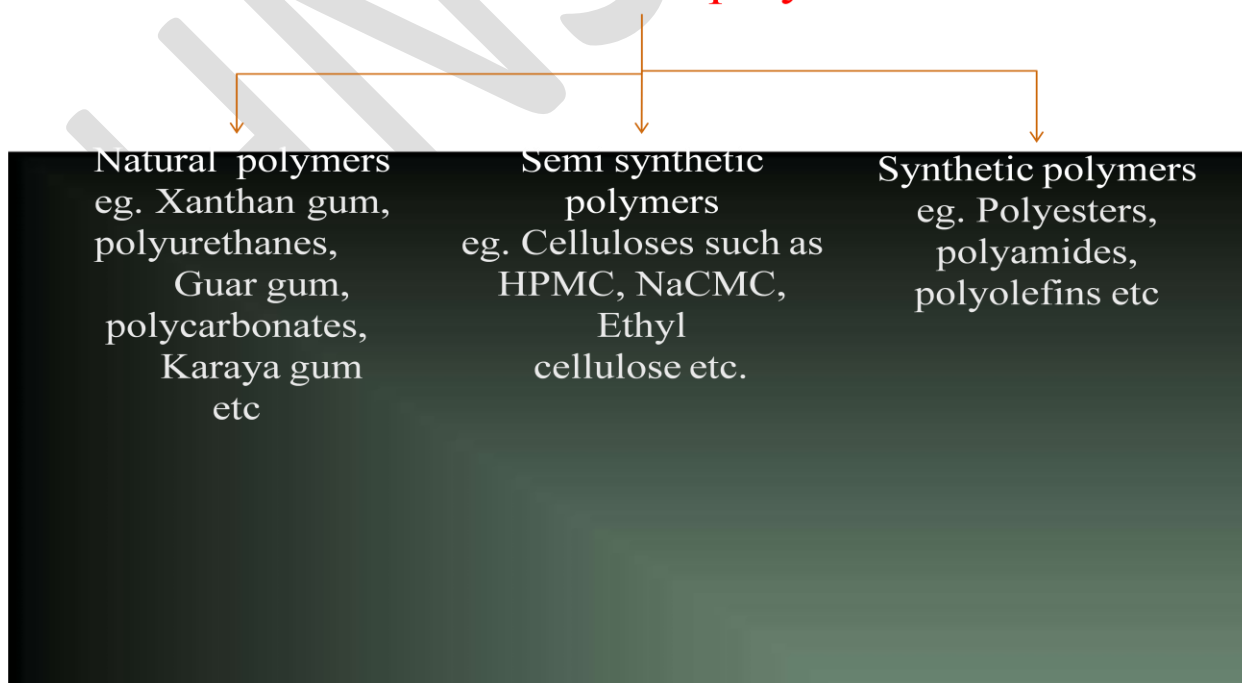 Natural polymers
eg. Xanthan gum,
polyurethanes,
Guar gum,
polycarbonates,
Karaya gum
etc
Semi synthetic
polymers
eg. Celluloses such as
HPMC, NaCMC,
Ethyl
cellulose etc.
Synthetic polymers
eg. Polyesters,
polyamides,
polyolefins etc